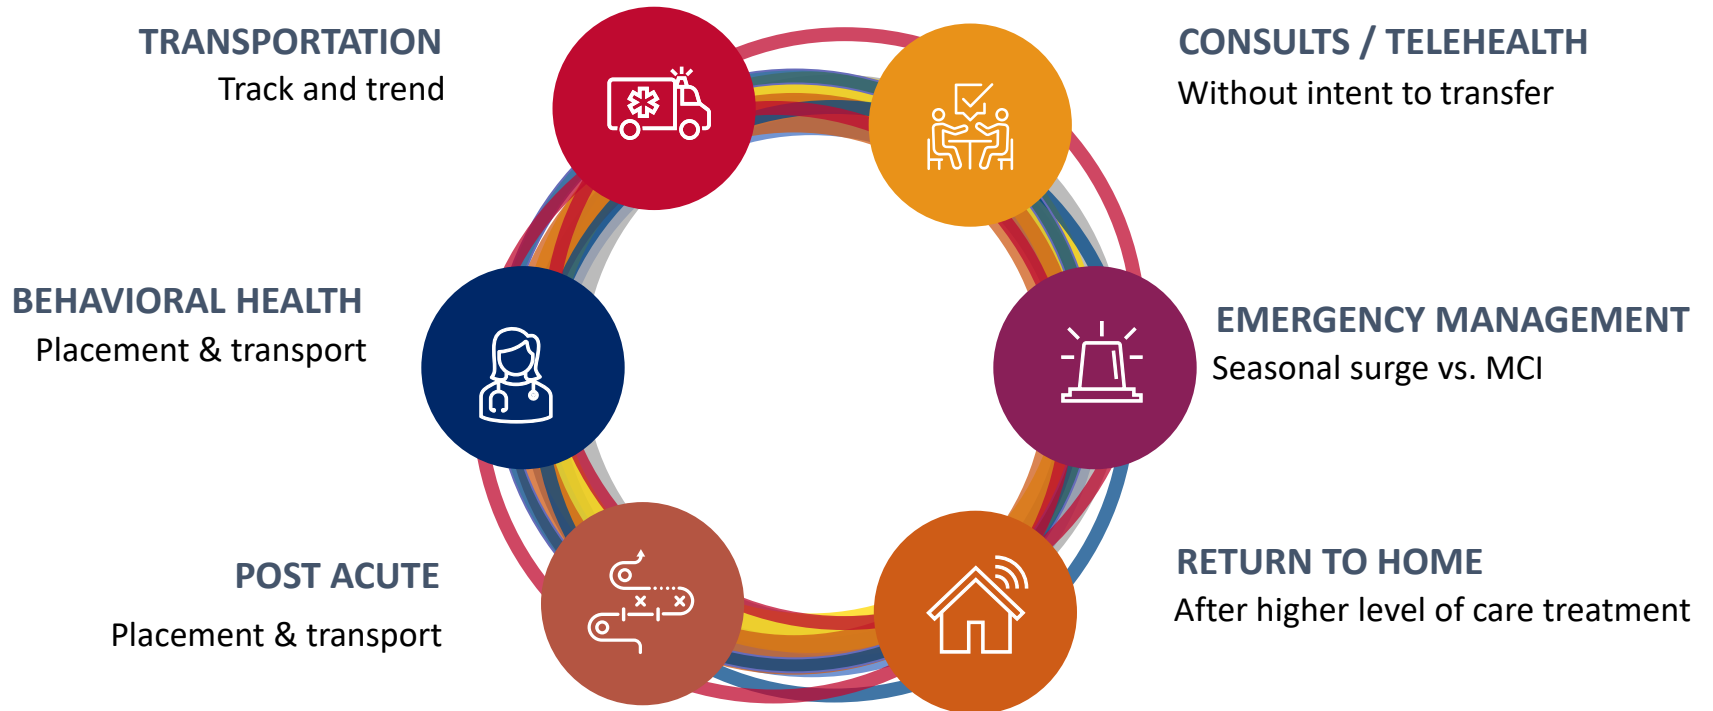 TRANSPORTATION
Track and trend
CONSULTS / TELEHEALTH
Without intent to transfer
BEHAVIORAL HEALTH
Placement & transport
EMERGENCY MANAGEMENT
Seasonal surge vs. MCI
POST ACUTE
Placement & transport
RETURN TO HOME
After higher level of care treatment